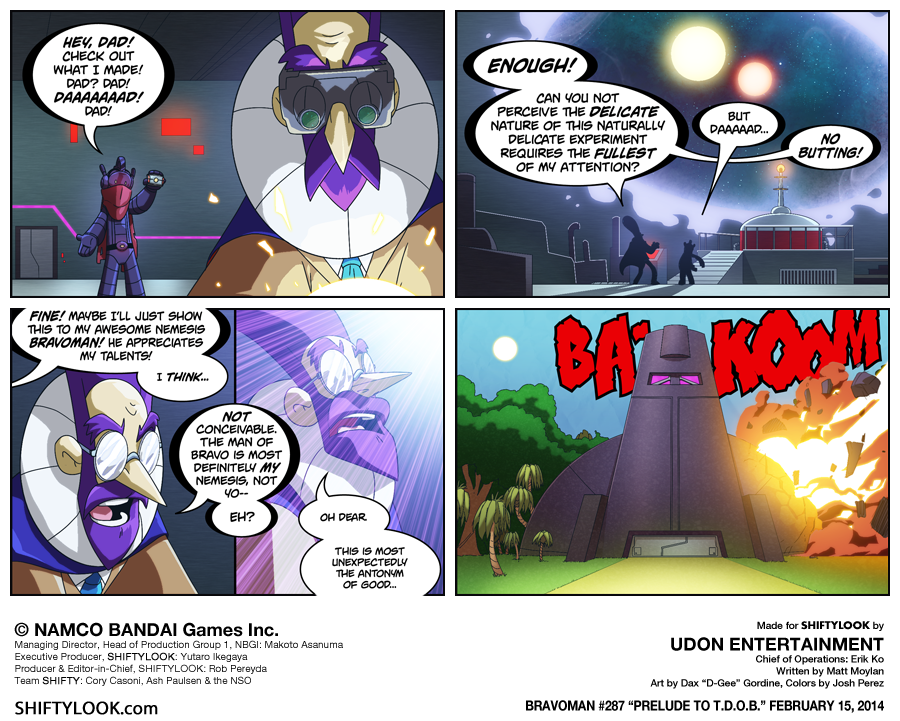 HEY, DAD!
CHECK OUT
WHAT I MADE!
DAD? DAD!
DAAAAAAD!
DAD!
ENOUGH!
CAN YOU NOT
PERCEIVE THE DELICATE
NATURE OF THIS NATURALLY
DELICATE EXPERIMENT
REQUIRES THE FULLEST
OF MY ATTENTION?
BUT
DAAAAAD...
NO
BUTTING!
FINE! MAYBE I'LL JUST SHOW
THIS TO MY AWESOME NEMESIS
BRAVOMAN! HE APPRECIATES
MY TALENTS!
I THINK...
NOT
CONCEIVABLE.
THE MAN OF
BRAVO IS MOST
DEFINITELY MY
NEMESIS, NOT
YO--
EH?
OH DEAR.
THIS IS MOST
UNEXPECTEDLY
THE ANTONYM
OF GOOD...
© NAMCO BANDAI Games Inc.
Managing Director, Head of Production Group 1, NBGI: Makoto Asanuma
Executive Producer, SHIFTYLOOK: Yutaro Ikegaya
Producer & Editor-in-Chief, SHIFTYLOOK: Rob Pereyda
Team SHIFTY: Cory Casoni, Ash Paulsen & the NSO
SHIFTYLOOK.com
Made for SHIFTYLOOK by
UDON ENTERTAINMENT
Chief of Operations: Erik Ko
Written by Matt Moylan
Art by Dax “D-Gee” Gordine, Colors by Josh Perez
BRAVOMAN #287 “PRELUDE TO T.D.O.B.” FEBRUARY 15, 2014